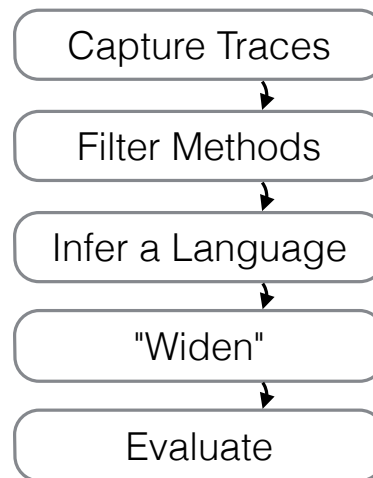 Capture Traces
Filter Methods
Infer a Language
"Widen"
Evaluate